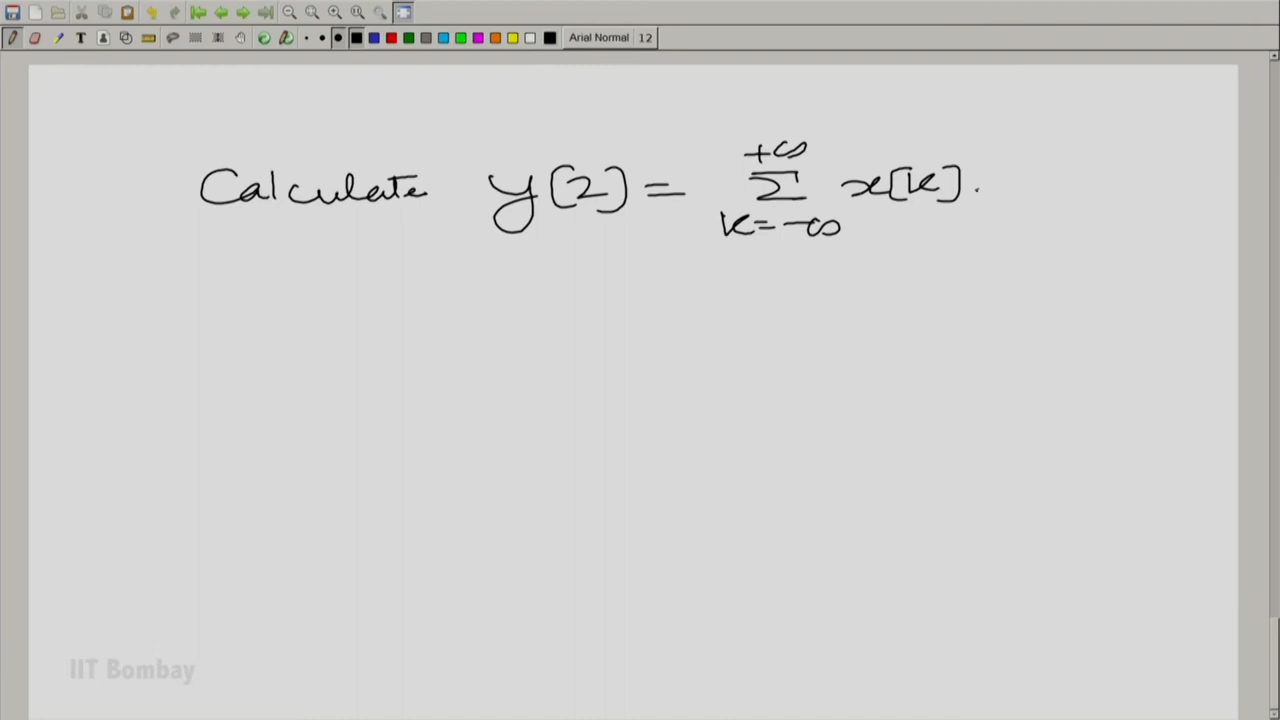 Arial Normal 12
Calculate y[2] = +∞ Σ k=-∞ x[k].
IIT Bombay